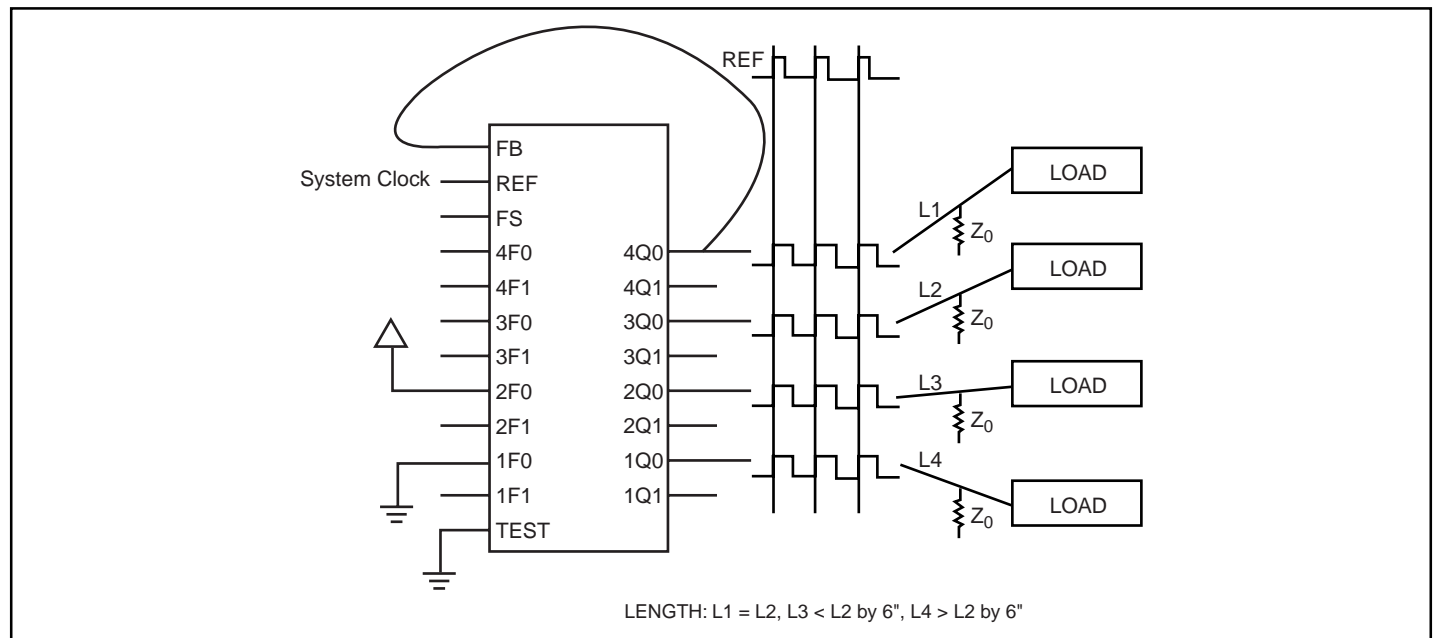 REF
FB
System Clock REF
FS
4F0 4Q0
4F1 4Q1
3F0 3Q0
3F1 3Q1
2F0 2Q0
2F1 2Q1
1F0 1Q0
1F1 1Q1
TEST
L1 Z0 LOAD
L2 Z0 LOAD
L3 Z0 LOAD
L4 Z0 LOAD
LENGTH: L1 = L2, L3 < L2 by 6", L4 > L2 by 6"